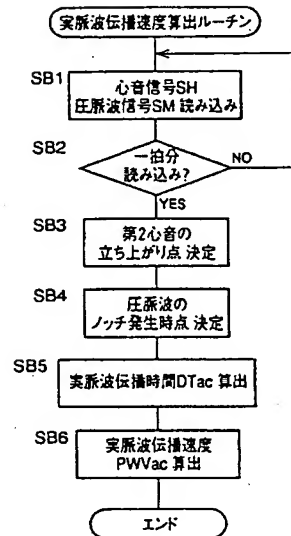 実脈波伝播速度算出ルーチン
SB1
心音信号SH
圧脈波信号SM 読み込み
SB2
一拍分
読み込み?
NO
YES
SB3
第2心音の
立ち上がり点 決定
SB4
圧脈波の
ノッチ発生時点 決定
SB5
実脈波伝播時間DTac 算出
SB6
実脈波伝播速度
PWVac 算出
エンド